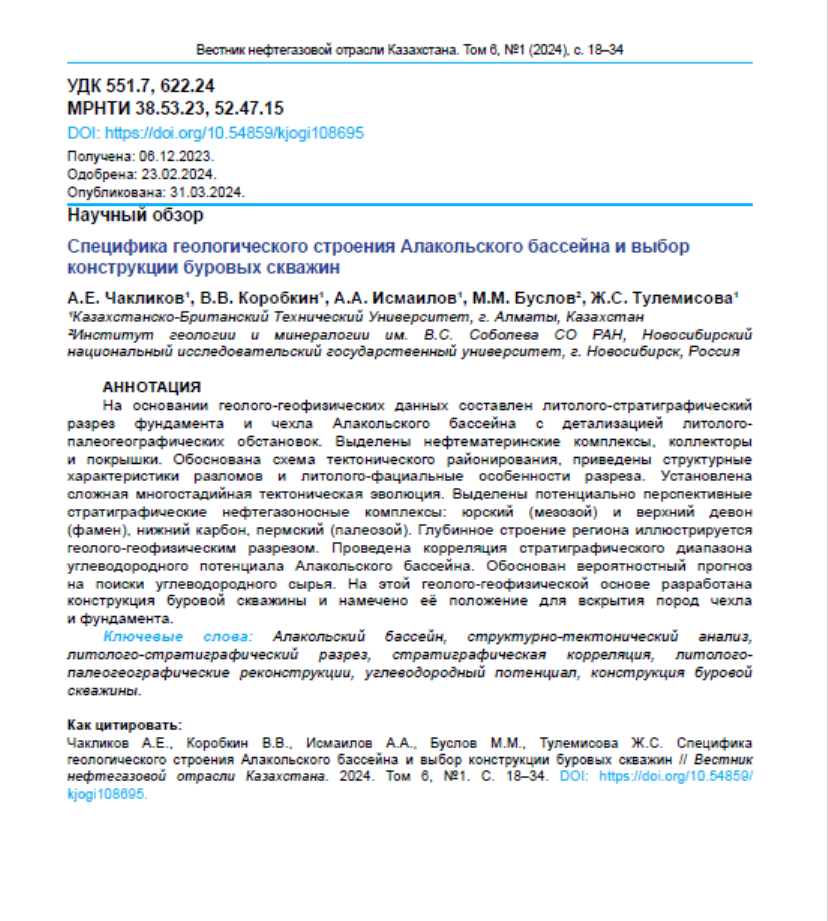 Вестник нефтегазовой отрасли Казахстана. Том 6, №1 (2024), с. 18–34
УДК 551.7, 622.24
МРНТИ 38.53.23, 52.47.15
DOI: https://doi.org/10.54859/kjogi108695
Получена: 06.12.2023.
Одобрена: 23.02.2024.
Опубликована: 31.03.2024.
Научный обзор
Специфика геологического строения Алакольского бассейна и выбор
конструкции буровых скважин
А.Е. Чакликов¹, В.В. Коробкин¹, А.А. Исмаилов¹, М.М. Буслов², Ж.С. Тулемисова¹
¹Казахстанско-Британский Технический Университет, г. Алматы, Казахстан
²Институт геологии и минералогии им. В.С. Соболева СО РАН, Новосибирский
национальный исследовательский государственный университет, г. Новосибирск, Россия
АННОТАЦИЯ
На основании геолого-геофизических данных составлен литолого-стратиграфический
разрез фундамента и чехла Алакольского бассейна с детализацией литолого-
палеогеографических обстановок. Выделены нефтематеринские комплексы, коллекторы
и покрышки. Обоснована схема тектонического районирования, приведены структурные
характеристики разломов и литолого-фациальные особенности разреза. Установлена
сложная многостадийная тектоническая эволюция. Выделены потенциально перспективные
стратиграфические нефтегазоносные комплексы: юрский (мезозой) и верхний девон
(фамен), нижний карбон, пермский (палеозой). Глубинное строение региона иллюстрируется
геолого-геофизическим разрезом. Проведена корреляция стратиграфического диапазона
углеводородного потенциала Алакольского бассейна. Обоснован вероятностный прогноз
на поиски углеводородного сырья. На этой геолого-геофизической основе разработана
конструкция буровой скважины и намечено её положение для вскрытия пород чехла
и фундамента.
Ключевые слова: Алакольский бассейн, структурно-тектонический анализ,
литолого-стратиграфический разрез, стратиграфическая корреляция, литолого-
палеогеографические реконструкции, углеводородный потенциал, конструкция буровой
скважины.
Как цитировать:
Чакликов А.Е., Коробкин В.В., Исмаилов А.А., Буслов М.М., Тулемисова Ж.С. Специфика
геологического строения Алакольского бассейна и выбор конструкции буровых скважин // Вестник
нефтегазовой отрасли Казахстана. 2024. Том 6, №1. С. 18–34. DOI: https://doi.org/10.54859/
kjogi108695.